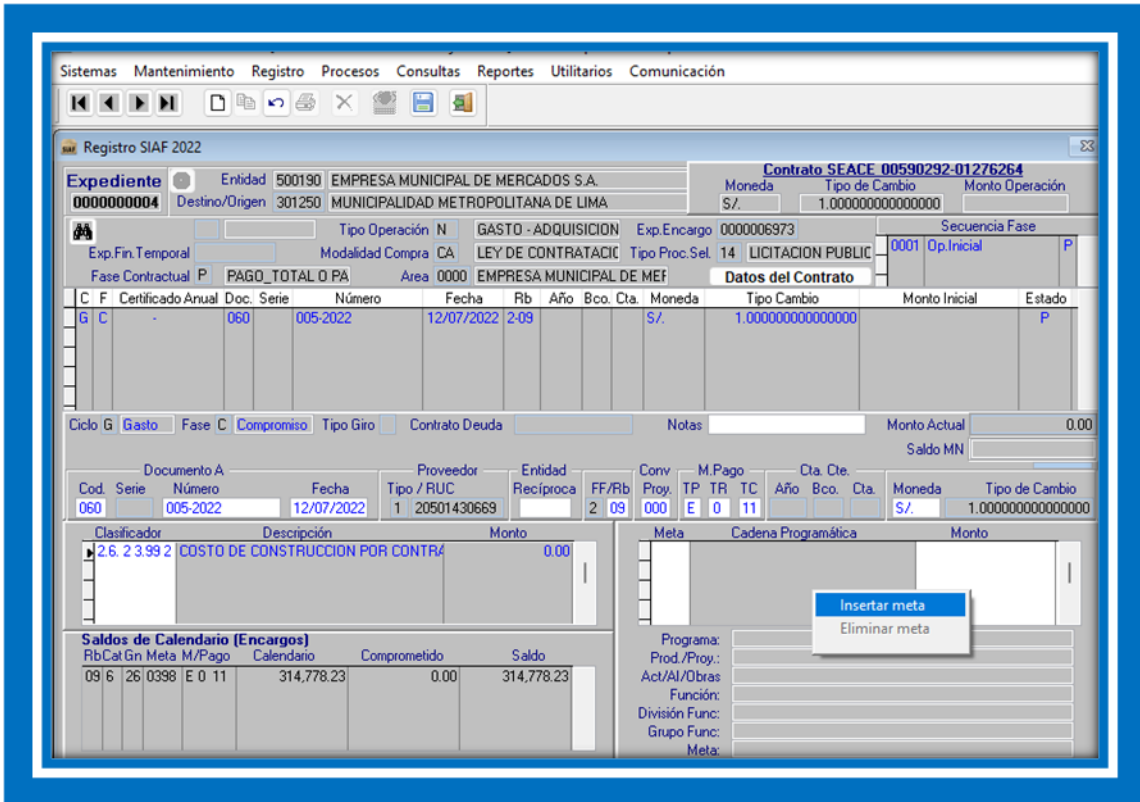 Sistemas Mantenimiento Registro Procesos Consultas Reportes Utilitarios Comunicación
Registro SIAF 2022
Contrato SEACE 00590292-01276264
Expediente Entidad 500190 EMPRESA MUNICIPAL DE MERCADOS S.A. Moneda Tipo de Cambio Monto Operación
0000000004 Destino/Origen 301250 MUNICIPALIDAD METROPOLITANA DE LIMA S/. 1.000000000000000
Tipo Operación N GASTO - ADQUISICION Exp.Encargo 0000006973 Secuencia Fase
Exp.Fin.Temporal Modalidad Compra CA LEY DE CONTRATACIC Tipo Proc.Sel. 14 LICITACION PUBLIC 0001 Op.Inicial P
Fase Contractual P PAGO_TOTAL O PA Area 0000 EMPRESA MUNICIPAL DE MEF Datos del Contrato
C F Certificado Anual Doc. Serie Número Fecha Rb Año Bco. Cta. Moneda Tipo Cambio Monto Inicial Estado
G C - 060 005-2022 12/07/2022 2-09 S/. 1.000000000000000 P
Ciclo G Gasto Fase C Compromiso Tipo Giro Contrato Deuda Notas Monto Actual 0.00
Saldo MN
Documento A Proveedor Entidad Conv M.Pago Cta. Cte.
Cod. Serie Número Fecha Tipo / RUC Recíproca FF/Rb Proy. TP TR TC Año Bco. Cta. Moneda Tipo de Cambio
060 005-2022 12/07/2022 1 20501430669 2 09 000 E 0 11 S/. 1.000000000000000
Clasificador Descripción Monto Meta Cadena Programática Monto
2.6. 2 3.99 2 COSTO DE CONSTRUCCION POR CONTRA 0.00
Insertar meta
Eliminar meta
Saldos de Calendario (Encargos) Programa:
Rb Cat Gn Meta M/Pago Calendario Comprometido Saldo Prod./Proy.:
09 6 26 0398 E 0 11 314,778.23 0.00 314,778.23 Act/AI/Obras
Función:
División Func:
Grupo Func:
Meta: